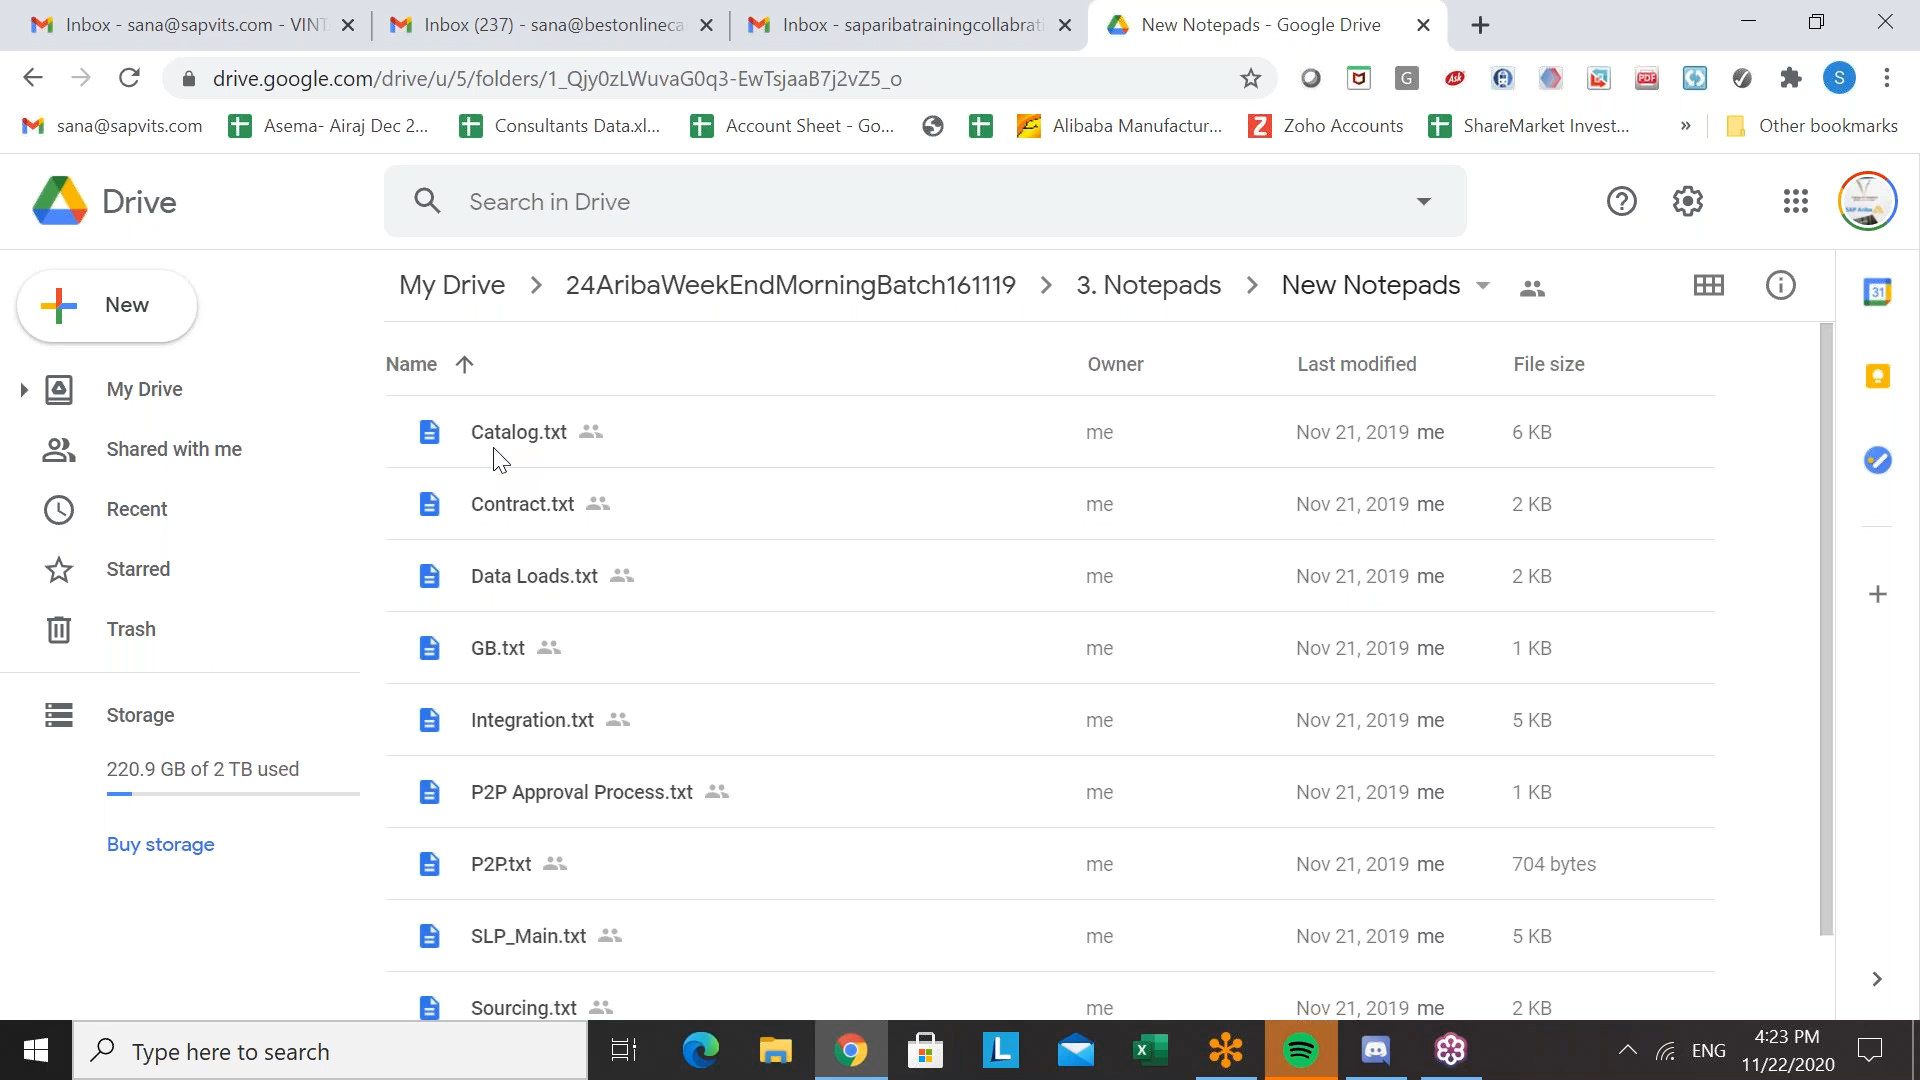 Inbox - sana@sapvits.com - VINT
Inbox (237) - sana@bestonlineca
Inbox - saparibatrainingcollabrati
New Notepads - Google Drive
drive.google.com/drive/u/5/folders/1_Qjy0zLWuvaG0q3-EwTsjaaB7j2vZ5_o
G
Ask
PDF
S
sana@sapvits.com
Asema- Airaj Dec 2...
Consultants Data.xl...
Account Sheet - Go...
Alibaba Manufactur...
Z
Zoho Accounts
ShareMarket Invest...
»
Other bookmarks
Drive
Search in Drive
My Drive > 24AribaWeekEndMorningBatch161119 > 3. Notepads > New Notepads
31
New
My Drive
Shared with me
Recent
Starred
Trash
Storage
220.9 GB of 2 TB used
Buy storage
Name Owner Last modified File size
Catalog.txt me Nov 21, 2019 me 6 KB
Contract.txt me Nov 21, 2019 me 2 KB
Data Loads.txt me Nov 21, 2019 me 2 KB
GB.txt me Nov 21, 2019 me 1 KB
Integration.txt me Nov 21, 2019 me 5 KB
P2P Approval Process.txt me Nov 21, 2019 me 1 KB
P2P.txt me Nov 21, 2019 me 704 bytes
SLP_Main.txt me Nov 21, 2019 me 5 KB
Sourcing.txt me Nov 21, 2019 me 2 KB
Type here to search
L
X
ENG
4:23 PM
11/22/2020